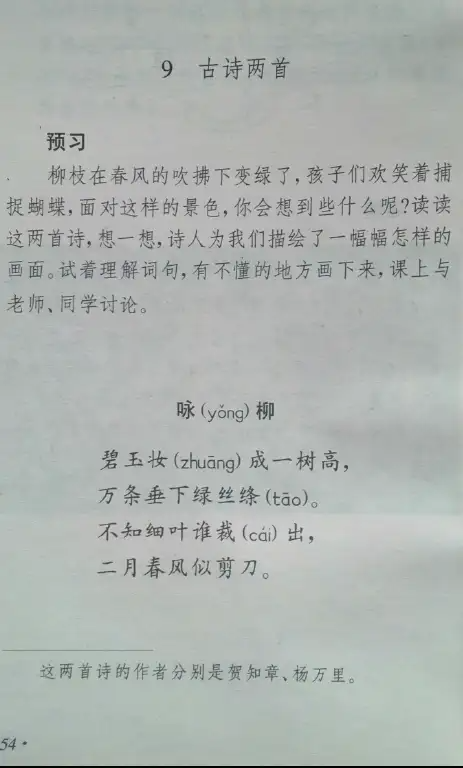 9 古诗两首
预习
柳枝在春风的吹拂下变绿了,孩子们欢笑着捕
捉蝴蝶,面对这样的景色,你会想到些什么呢?读读
这两首诗,想一想,诗人为我们描绘了一幅幅怎样的
画面。试着理解词句,有不懂的地方画下来,课上与
老师、同学讨论。
咏(yǒng)柳
碧玉妆(zhuāng)成一树高,
万条垂下绿丝绦(tāo)。
不知细叶谁裁(cái)出,
二月春风似剪刀。
这两首诗的作者分别是贺知章、杨万里。
54·